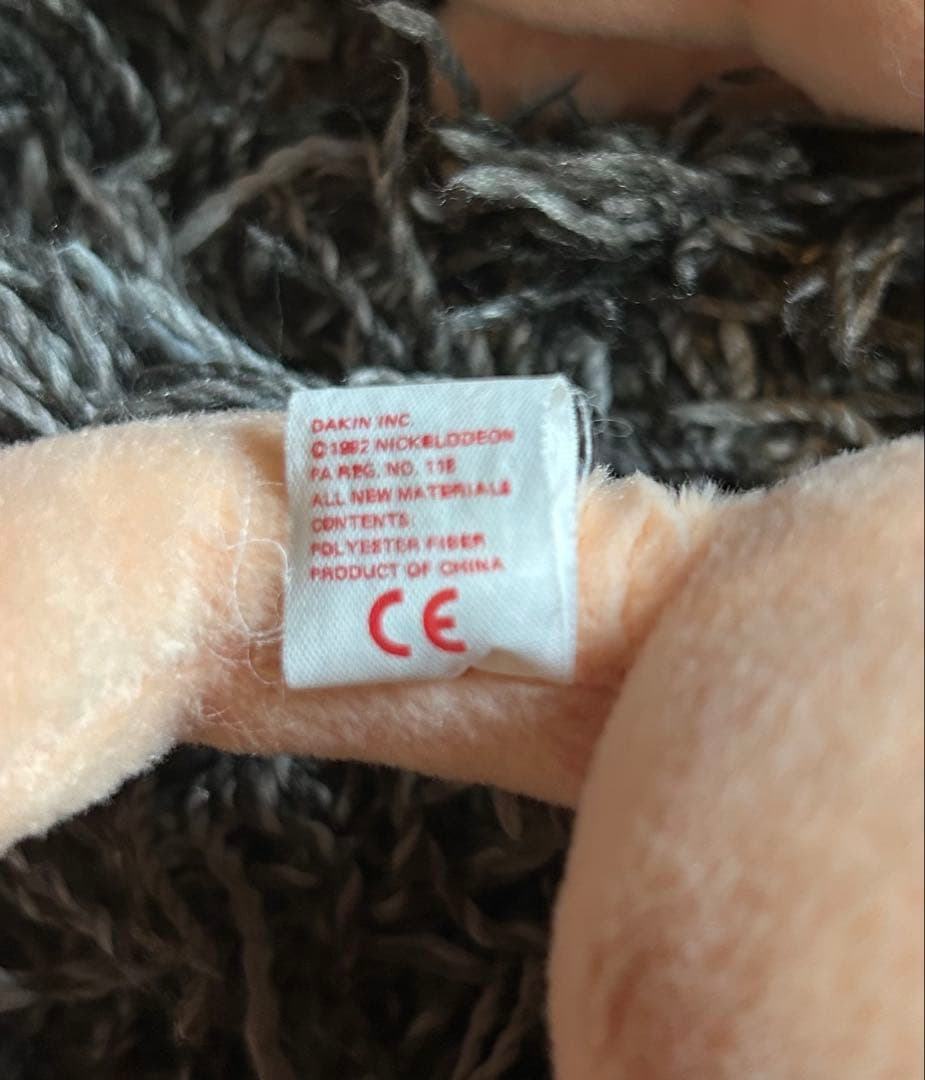 DAKIN INC.
©1992 NICKELODEON
PA REG. NO. 118
ALL NEW MATERIALS
CONTENTS:
POLYESTER FIBER
PRODUCT OF CHINA
CE